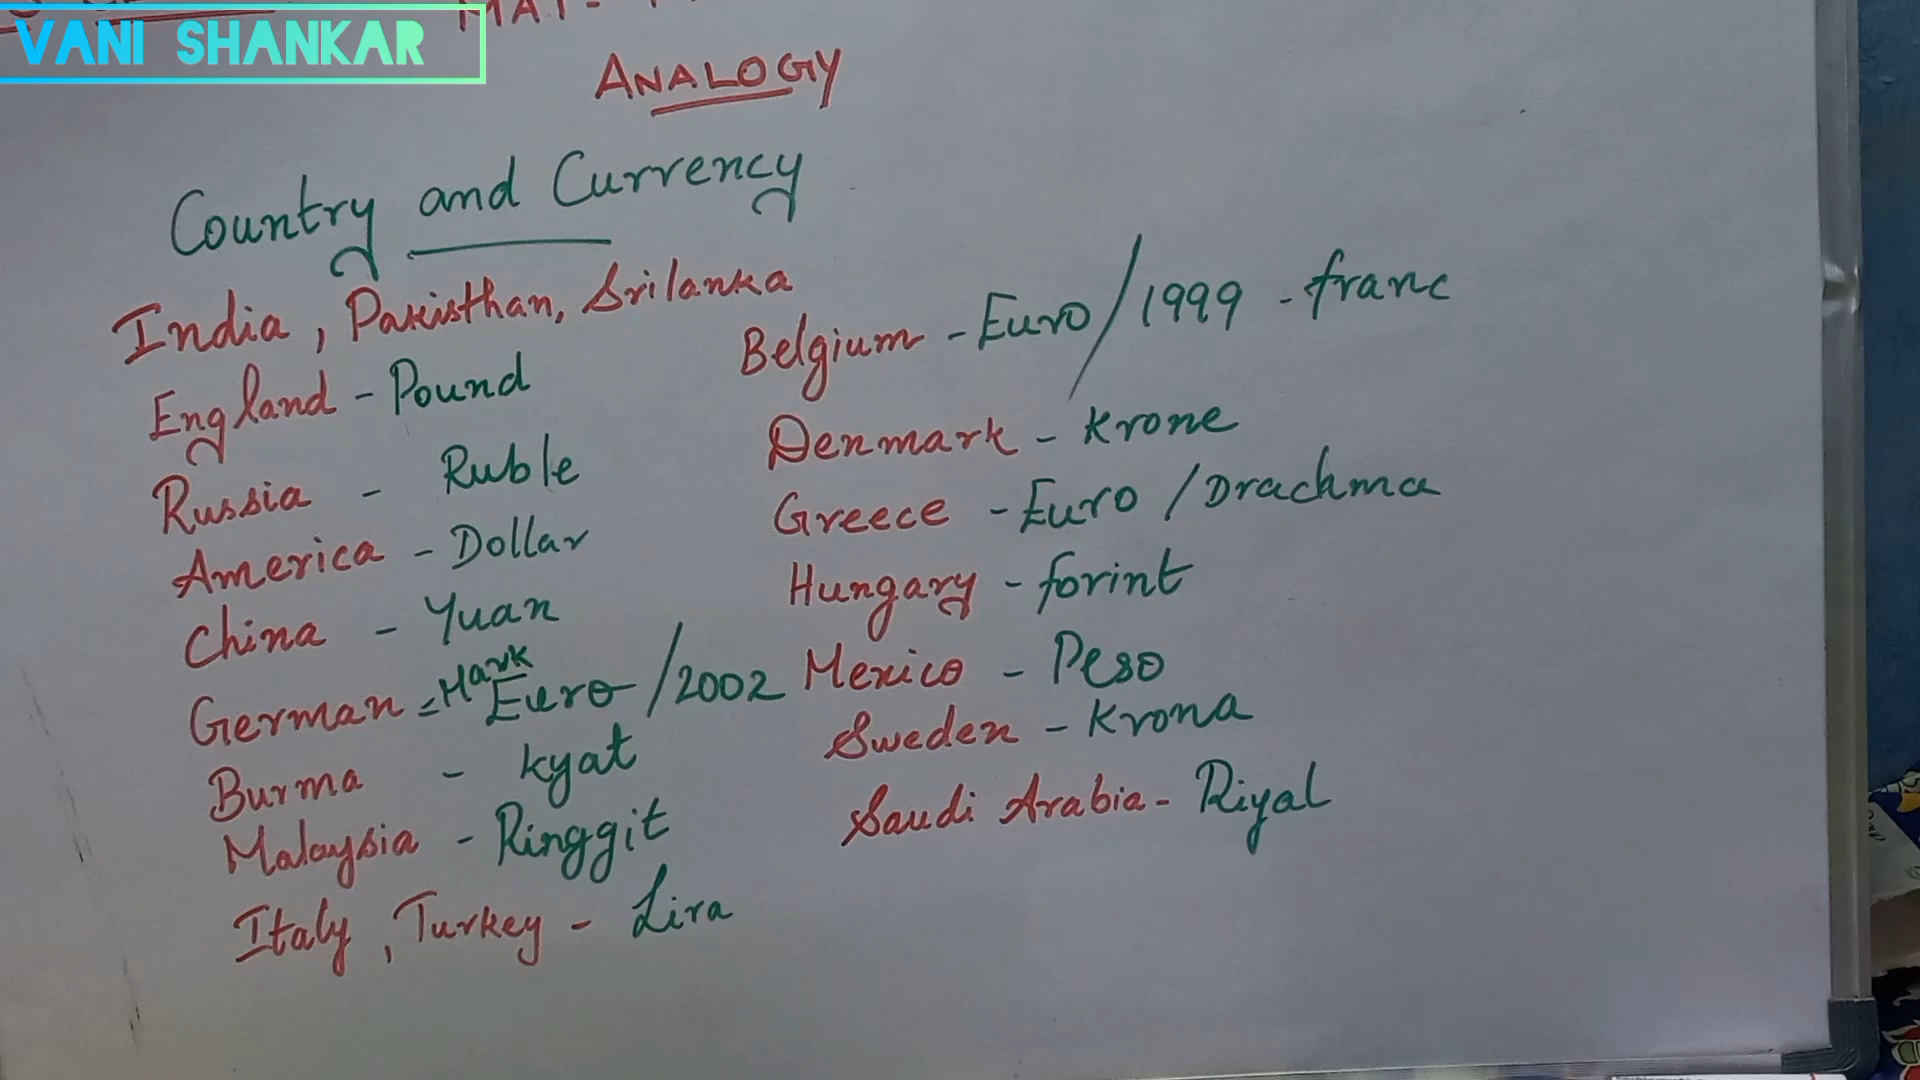 VANI SHANKAR
ANALOGY
Country and Currency
India, Pakisthan, Srilanka
England - Pound
Russia - Ruble
America - Dollar
China - Yuan
German = Mark Euro / 2002
Burma - kyat
Malaysia - Ringgit
Italy, Turkey - Lira
Belgium - Euro / 1999 - franc
Denmark - Krone
Greece - Euro / Drachma
Hungary - forint
Mexico - Peso
Sweden - Krona
Saudi Arabia - Riyal